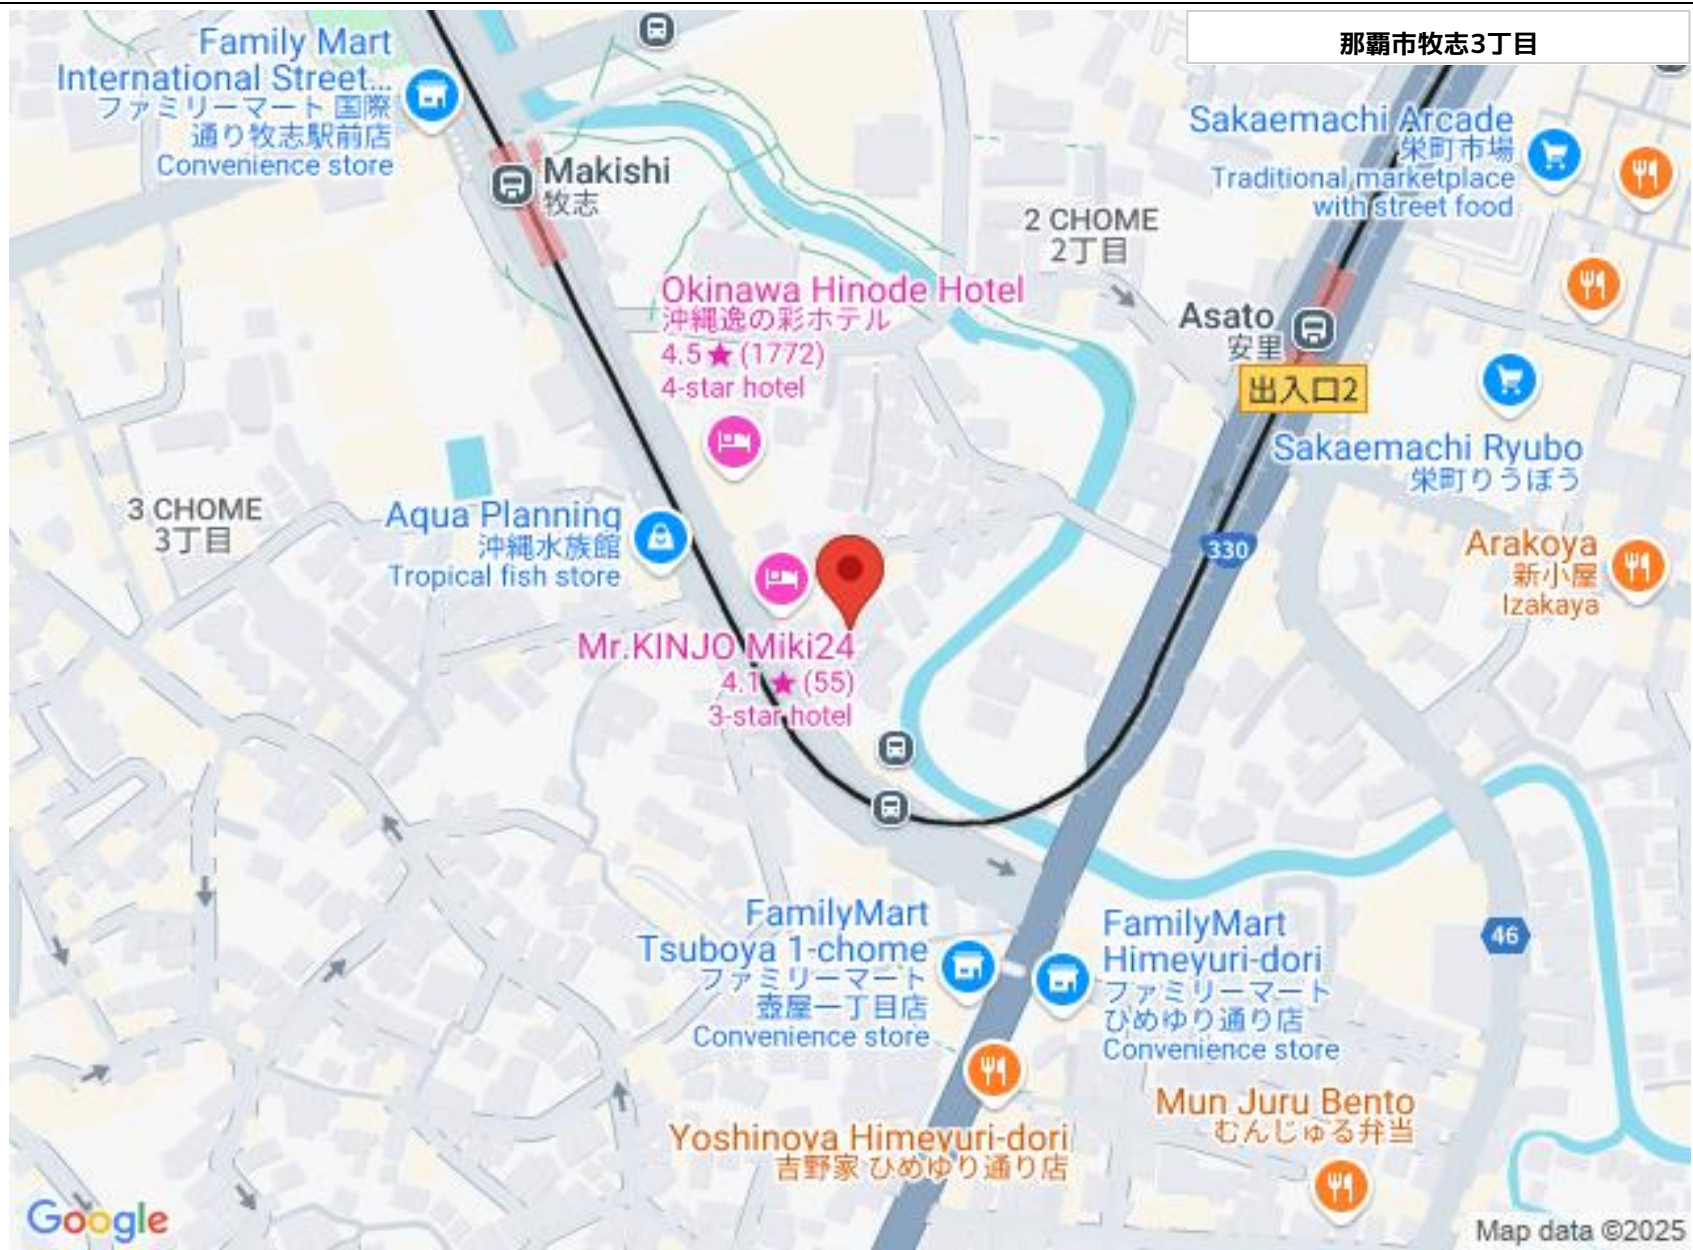 那覇市牧志3丁目
Family Mart
International Street...
ファミリーマート 国際
通り牧志駅前店
Convenience store
Makishi
牧志
Sakaemachi Arcade
栄町市場
Traditional marketplace
with street food
2 CHOME
2丁目
Okinawa Hinode Hotel
沖縄逸の彩ホテル
4.5★(1772)
4-star hotel
Asato
安里
出入口2
Sakaemachi Ryubo
栄町りうぼう
3 CHOME
3丁目
Aqua Planning
沖縄水族館
Tropical fish store
330
Arakoya
新小屋
Izakaya
Mr.KINJO Miki24
4.1★(55)
3-star hotel
FamilyMart
Tsuboya 1-chome
ファミリーマート
壺屋一丁目店
Convenience store
FamilyMart
Himeyuri-dori
ファミリーマート
ひめゆり通り店
Convenience store
46
Mun Juru Bento
むんじゅる弁当
Yoshinoya Himeyuri-dori
吉野家 ひめゆり通り店
Google
Map data ©2025